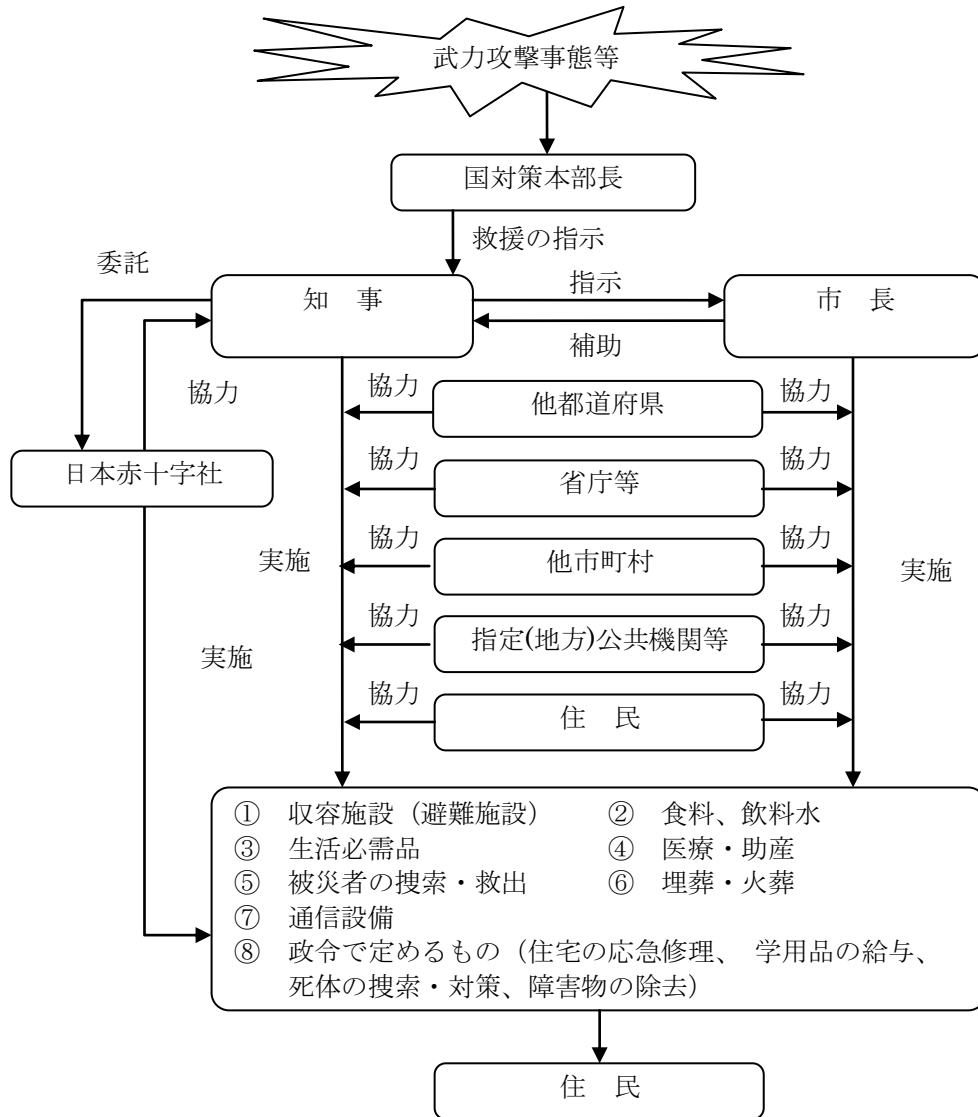 武力攻撃事態等
国対策本部長
救援の指示
委託
知 事
指示
市 長
補助
協力
協力
他都道府県
協力
日本赤十字社
協力
省庁等
協力
実施
協力
他市町村
協力
実施
実施
協力
指定(地方)公共機関等
協力
協力
住 民
協力
① 収容施設（避難施設） ② 食料、飲料水
③ 生活必需品 ④ 医療・助産
⑤ 被災者の捜索・救出 ⑥ 埋葬・火葬
⑦ 通信設備
⑧ 政令で定めるもの（住宅の応急修理、 学用品の給与、
死体の捜索・対策、障害物の除去）
住 民